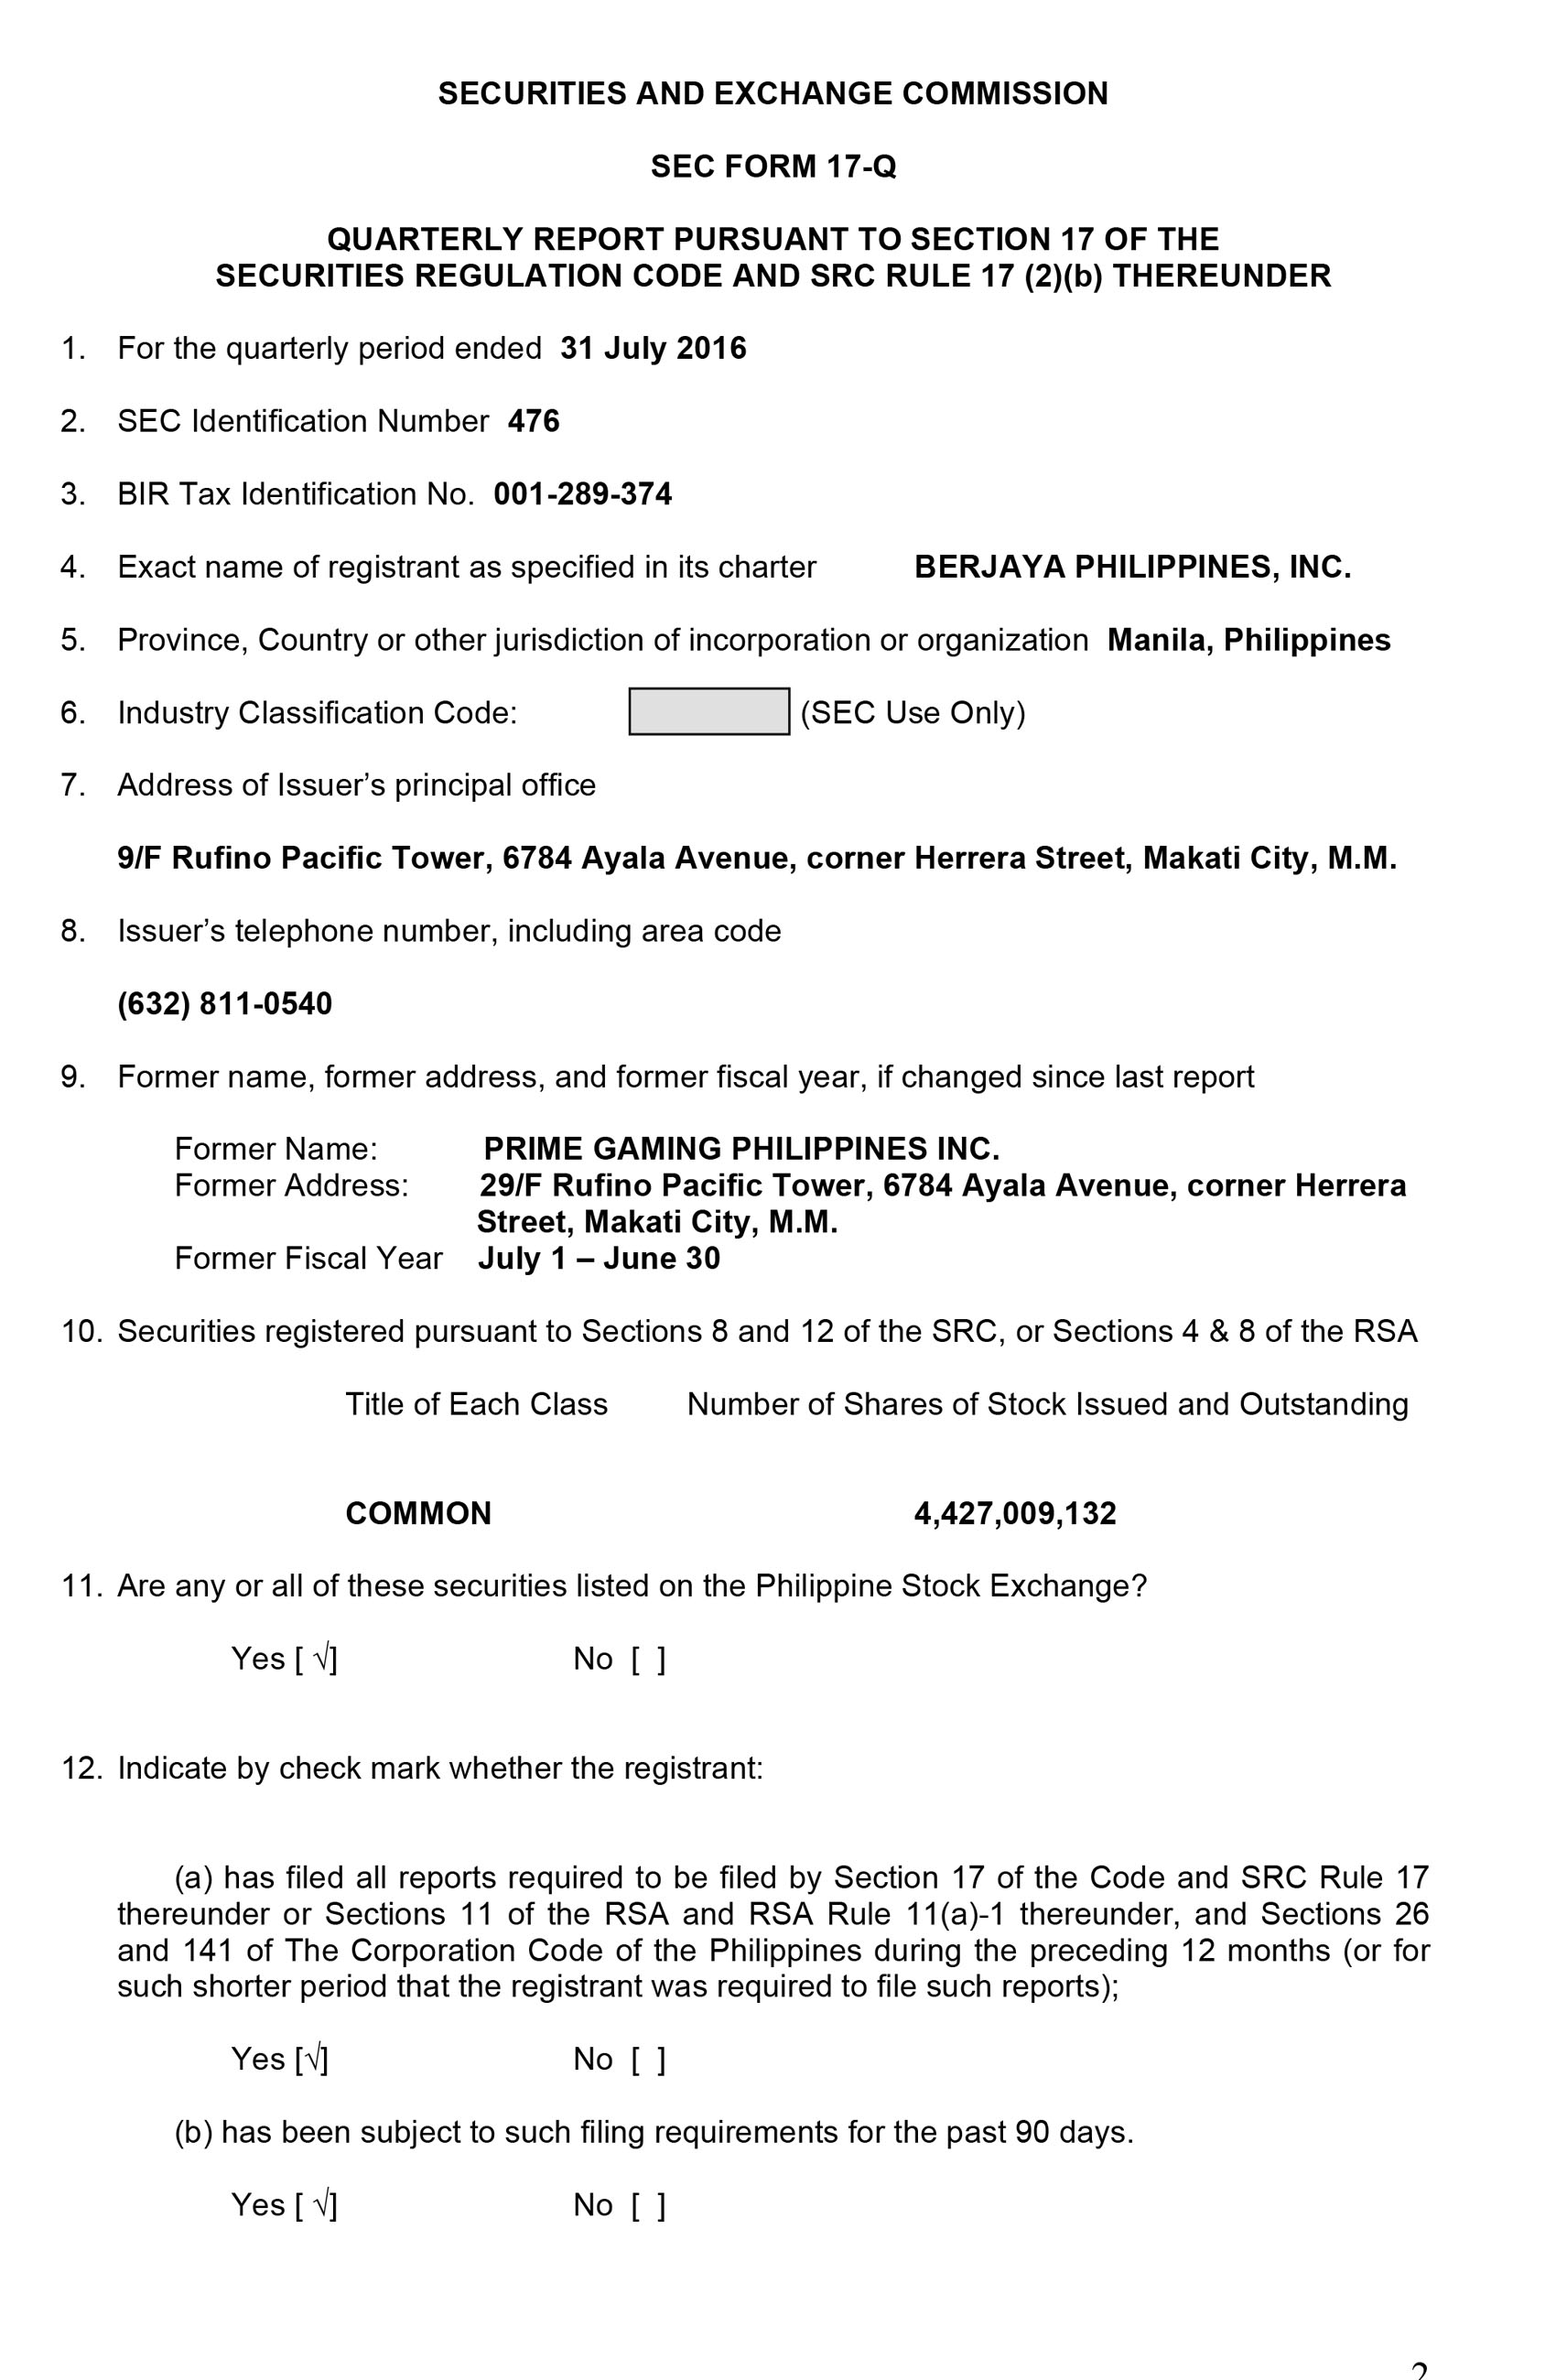 SECURITIES AND EXCHANGE COMMISSION
SEC FORM 17-Q
QUARTERLY REPORT PURSUANT TO SECTION 17 OF THE
SECURITIES REGULATION CODE AND SRC RULE 17 (2)(b) THEREUNDER
1. For the quarterly period ended 31 July 2016
2. SEC Identification Number 476
3. BIR Tax Identification No. 001-289-374
4. Exact name of registrant as specified in its charter BERJAYA PHILIPPINES, INC.
5. Province, Country or other jurisdiction of incorporation or organization Manila, Philippines
6. Industry Classification Code: (SEC Use Only)
7. Address of Issuer’s principal office
9/F Rufino Pacific Tower, 6784 Ayala Avenue, corner Herrera Street, Makati City, M.M.
8. Issuer’s telephone number, including area code
(632) 811-0540
9. Former name, former address, and former fiscal year, if changed since last report
Former Name: PRIME GAMING PHILIPPINES INC.
Former Address: 29/F Rufino Pacific Tower, 6784 Ayala Avenue, corner Herrera
Street, Makati City, M.M.
Former Fiscal Year July 1 – June 30
10. Securities registered pursuant to Sections 8 and 12 of the SRC, or Sections 4 & 8 of the RSA
Title of Each Class Number of Shares of Stock Issued and Outstanding
COMMON 4,427,009,132
11. Are any or all of these securities listed on the Philippine Stock Exchange?
Yes [ √] No [ ]
12. Indicate by check mark whether the registrant:
(a) has filed all reports required to be filed by Section 17 of the Code and SRC Rule 17
thereunder or Sections 11 of the RSA and RSA Rule 11(a)-1 thereunder, and Sections 26
and 141 of The Corporation Code of the Philippines during the preceding 12 months (or for
such shorter period that the registrant was required to file such reports);
Yes [√] No [ ]
(b) has been subject to such filing requirements for the past 90 days.
Yes [ √] No [ ]
2